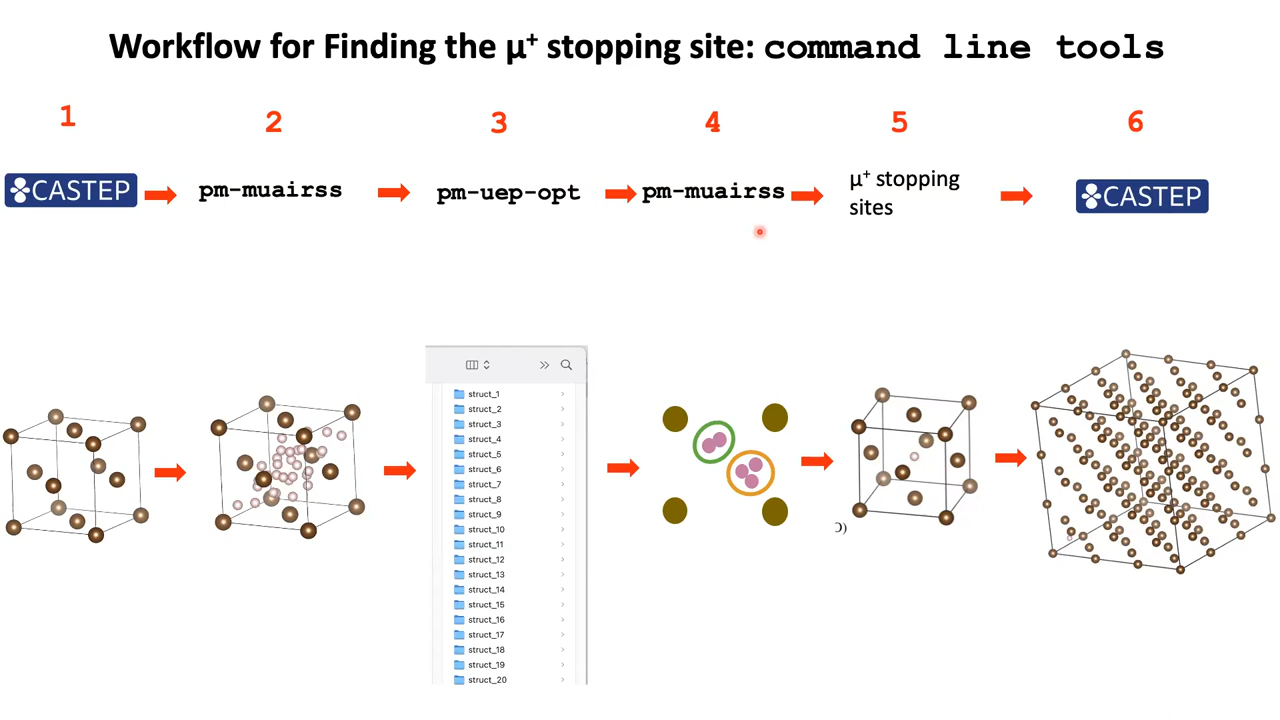 Workflow for Finding the μ⁺ stopping site: command line tools
1
2
3
4
5
6
CASTEP
pm-muairss
pm-uep-opt
pm-muairss
μ⁺ stopping
sites
CASTEP
struct_1
struct_2
struct_3
struct_4
struct_5
struct_6
struct_7
struct_8
struct_9
struct_10
struct_11
struct_12
struct_13
struct_14
struct_15
struct_16
struct_17
struct_18
struct_19
struct_20